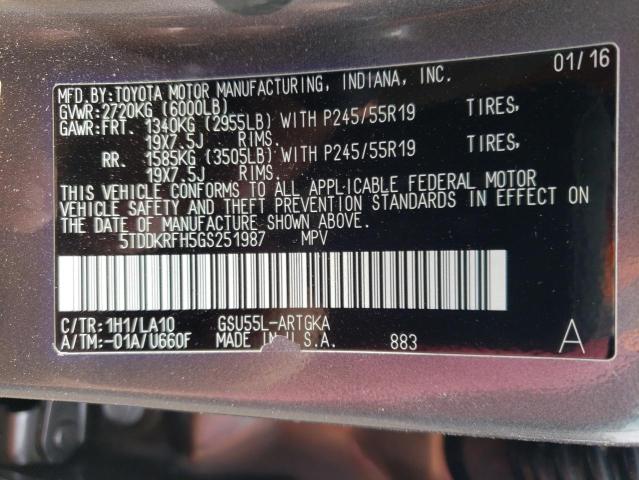 MFD.BY:TOYOTA MOTOR MANUFACTURING, INDIANA, INC. 01/16
GVWR:2720KG (6000LB)
GAWR:FRT. 1340KG (2955LB) WITH P245/55R19 TIRES,
19X7.5J RIMS.
RR. 1585KG (3505LB) WITH P245/55R19 TIRES,
19X7.5J RIMS.
THIS VEHICLE CONFORMS TO ALL APPLICABLE FEDERAL MOTOR
VEHICLE SAFETY AND THEFT PREVENTION STANDARDS IN EFFECT ON
THE DATE OF MANUFACTURE SHOWN ABOVE.
5TDDKRFH5GS251987 MPV
C/TR:1H1/LA10 GSU55L-ARTGKA
A/TM:-01A/U660F MADE IN U.S.A. 883 A